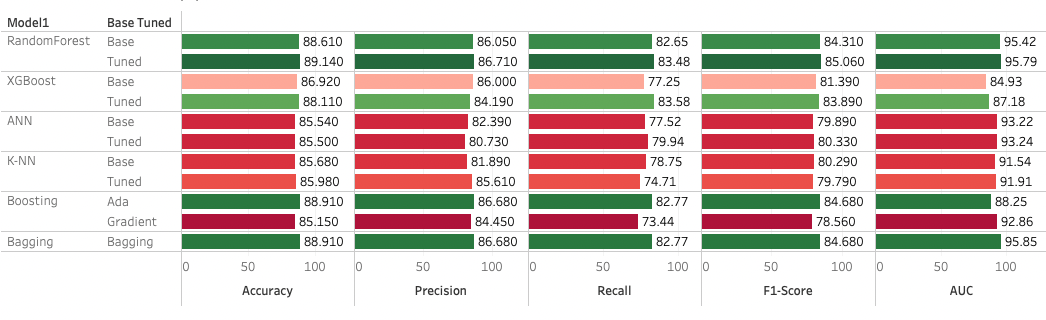 Model1 Base Tuned
RandomForest Base 88.610 86.050 82.65 84.310 95.42
Tuned 89.140 86.710 83.48 85.060 95.79
XGBoost Base 86.920 86.000 77.25 81.390 84.93
Tuned 88.110 84.190 83.58 83.890 87.18
ANN Base 85.540 82.390 77.52 79.890 93.22
Tuned 85.500 80.730 79.94 80.330 93.24
K-NN Base 85.680 81.890 78.75 80.290 91.54
Tuned 85.980 85.610 74.71 79.790 91.91
Boosting Ada 88.910 86.680 82.77 84.680 88.25
Gradient 85.150 84.450 73.44 78.560 92.86
Bagging Bagging 88.910 86.680 82.77 84.680 95.85
0 50 100 0 50 100 0 50 100 0 50 100 0 50 100
Accuracy Precision Recall F1-Score AUC